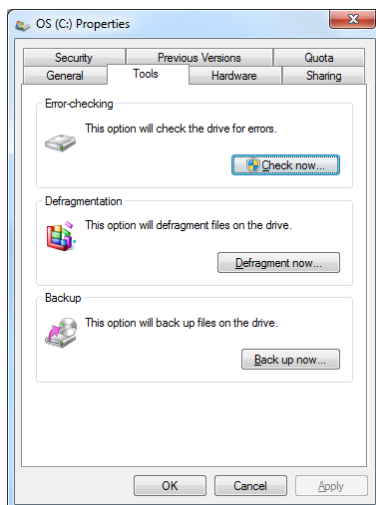 OS (C:) Properties
Security Previous Versions Quota
General Tools Hardware Sharing
Error-checking
This option will check the drive for errors.
Check now...
Defragmentation
This option will defragment files on the drive.
Defragment now...
Backup
This option will back up files on the drive.
Back up now...
OK Cancel Apply